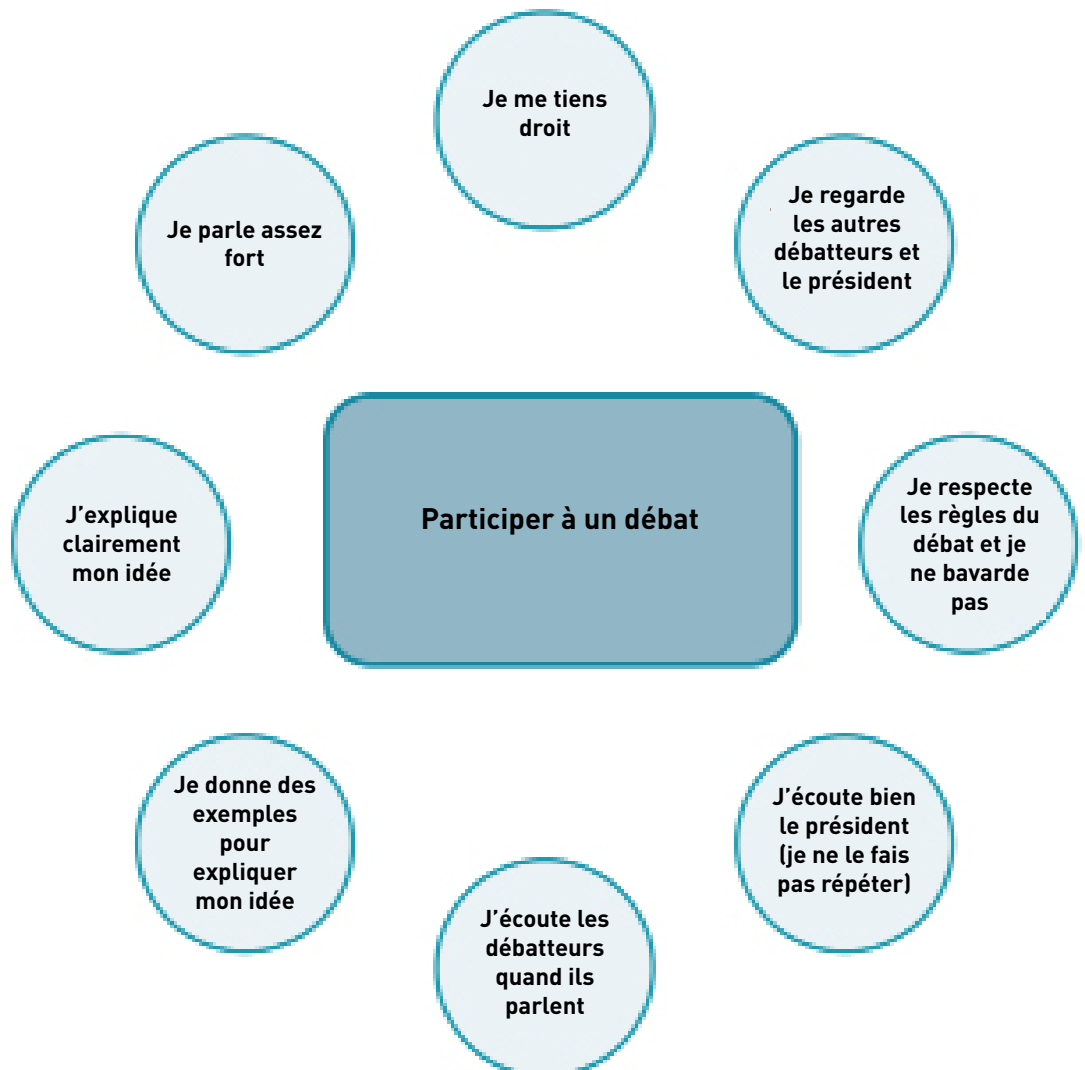 Je me tiens
droit
Je regarde
les autres
débatteurs et
le président
Je parle assez
fort
Participer à un débat
Je respecte
les règles du
débat et je
ne bavarde
pas
J'explique
clairement
mon idée
Je donne des
exemples
pour
expliquer
mon idée
J'écoute bien
le président
(je ne le fais
pas répéter)
J'écoute les
débatteurs
quand ils
parlent